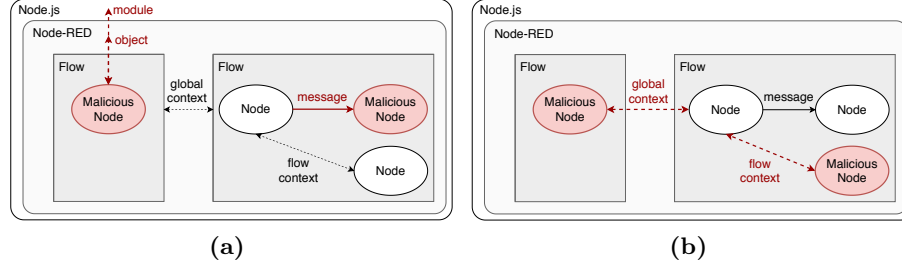 Node.js
module
Node-RED
object
Flow
Malicious
Node
global
context
Flow
Node
message
Malicious
Node
flow
context
Node
(a)
Node.js
Node-RED
Flow
Malicious
Node
global
context
Flow
Node
message
Node
flow
context
Malicious
Node
(b)